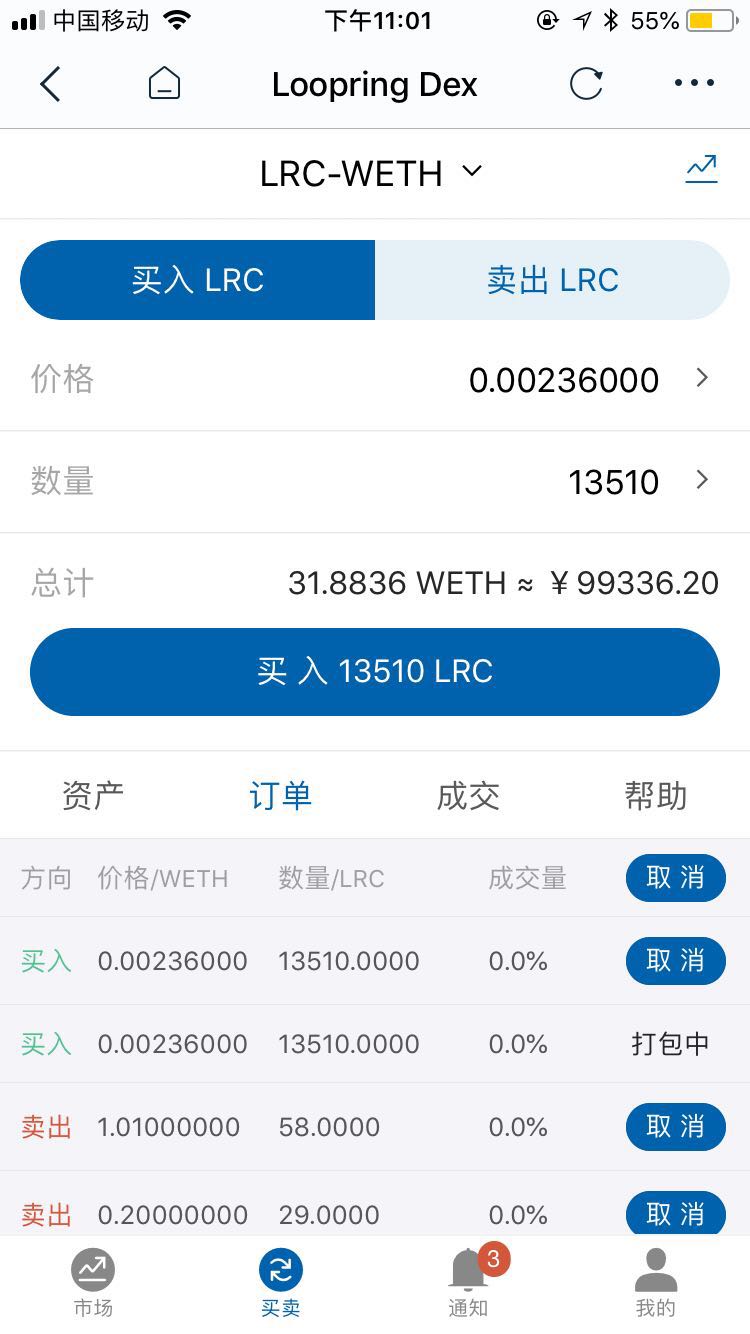 中国移动 下午11:01 55%
Loopring Dex
LRC-WETH
买入 LRC 卖出 LRC
价格 0.00236000
数量 13510
总计 31.8836 WETH ≈ ￥99336.20
买 入 13510 LRC
资产 订单 成交 帮助
方向 价格/WETH 数量/LRC 成交量 取 消
买入 0.00236000 13510.0000 0.0% 取 消
买入 0.00236000 13510.0000 0.0% 打包中
卖出 1.01000000 58.0000 0.0% 取 消
卖出 0.20000000 29.0000 0.0% 取 消
3
市场 买卖 通知 我的